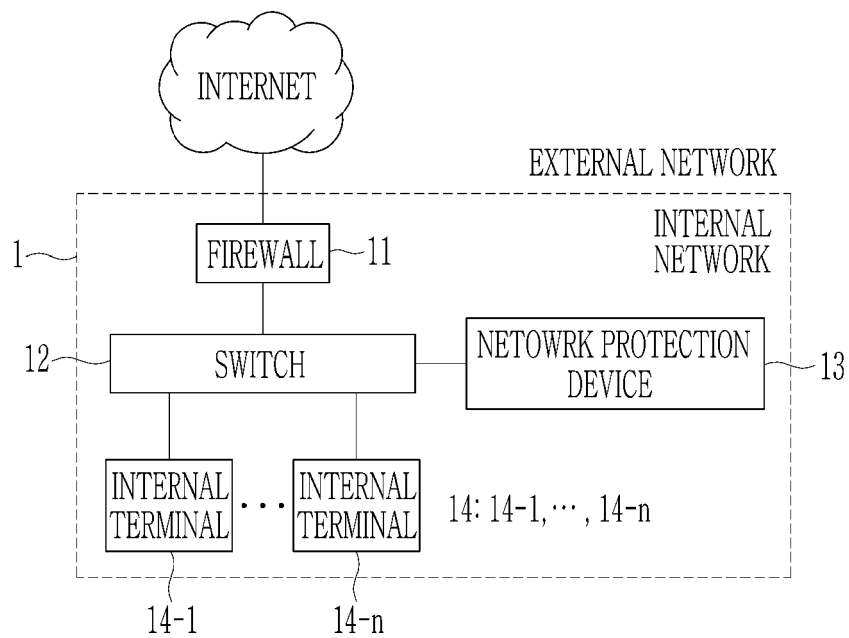 INTERNET
EXTERNAL NETWORK
INTERNAL
NETWORK
1
FIREWALL
11
12
SWITCH
NETOWRK PROTECTION
DEVICE
13
INTERNAL
TERMINAL
...
INTERNAL
TERMINAL
14: 14-1, ... , 14-n
14-1
14-n